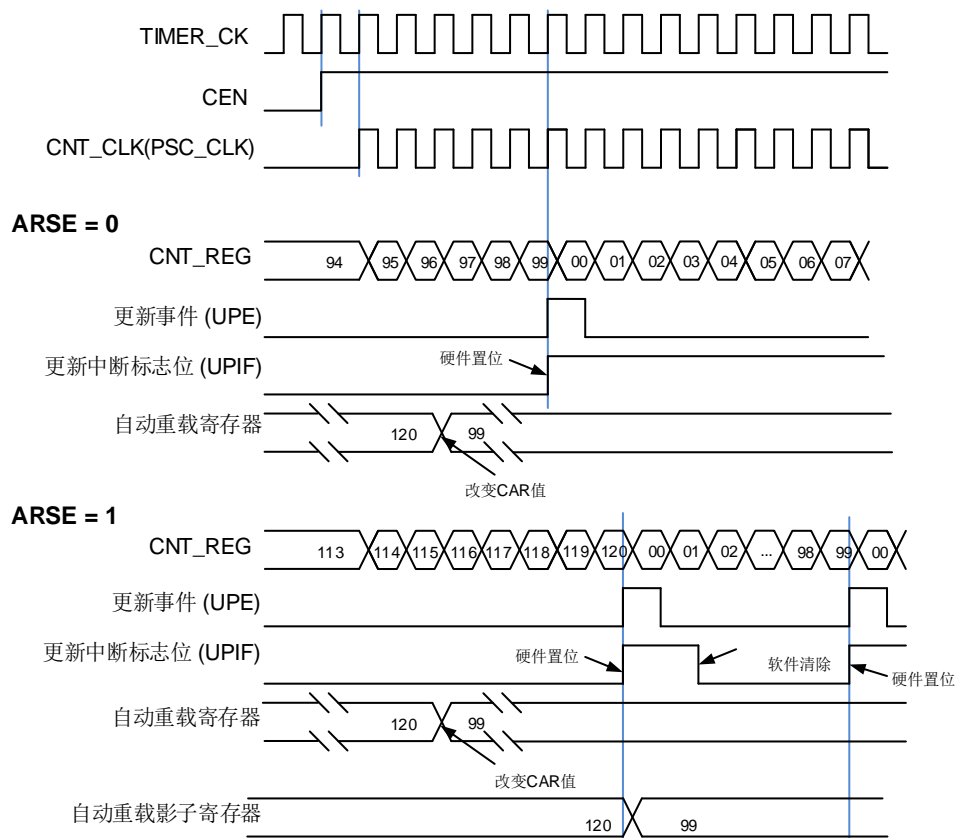 TIMER_CK
CEN
CNT_CLK(PSC_CLK)
ARSE = 0
CNT_REG 94 95 96 97 98 99 00 01 02 03 04 05 06 07
更新事件 (UPE)
更新中断标志位 (UPIF) 硬件置位
自动重载寄存器 120 99
改变CAR值
ARSE = 1
CNT_REG 113 114 115 116 117 118 119 120 00 01 02 ... 98 99 00
更新事件 (UPE)
更新中断标志位 (UPIF) 硬件置位 软件清除 硬件置位
自动重载寄存器 120 99
改变CAR值
自动重载影子寄存器 120 99